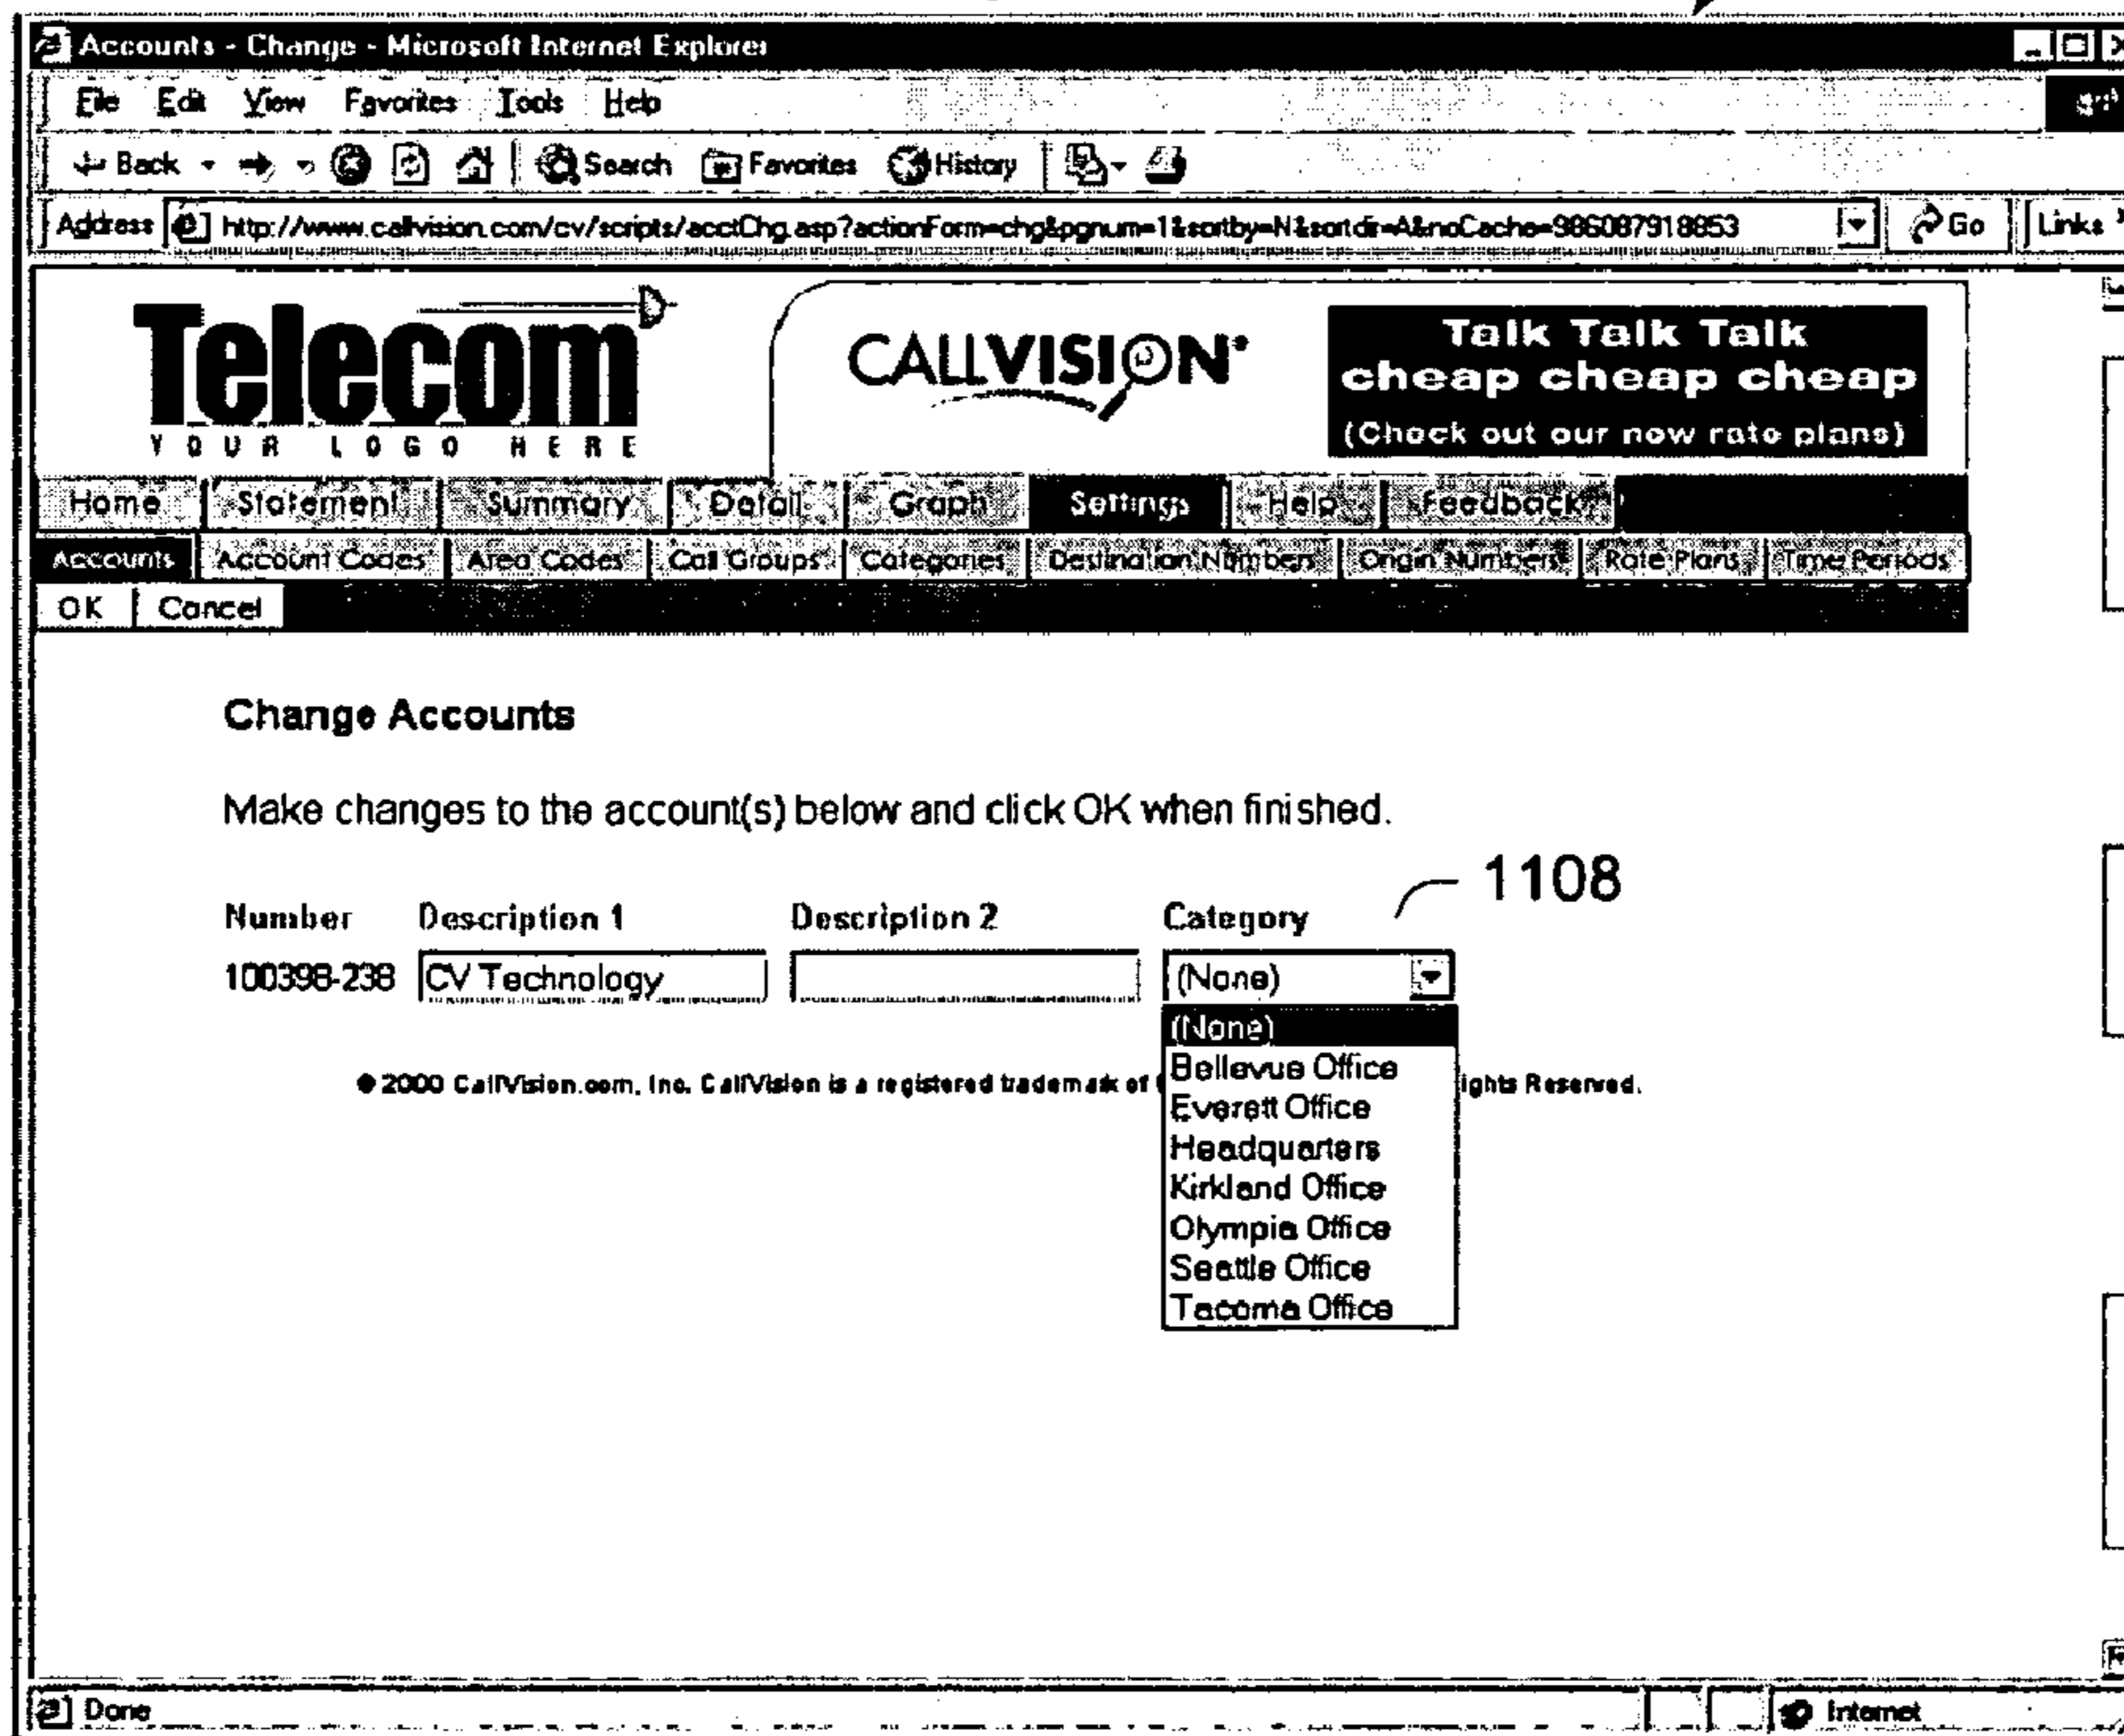 Accounts - Change - Microsoft Internet Explorer
File Edit View Favorites Tools Help
Back Search Favorites History
Address http://www.callvision.com/cv/scripts/acctChg.asp?actionForm=chg&pgnum=1&sortby=N&sortdir=A&noCache=986087918853 Go Links
Telecom
YOUR LOGO HERE
CALLVISION
Talk Talk Talk
cheap cheap cheap
(Check out our new rate plans)
Home Statement Summary Detail Graph Settings Help Feedback
Accounts Account Codes Area Codes Call Groups Categories Destination Numbers Origin Numbers Rate Plans Time Periods
OK Cancel
Change Accounts
Make changes to the account(s) below and click OK when finished.
1108
Number Description 1 Description 2 Category
100398-238 CV Technology (None)
(None)
Bellevue Office
© 2000 CallVision.com, Inc. CallVision is a registered trademark of ights Reserved.
Everett Office
Headquarters
Kirkland Office
Olympia Office
Seattle Office
Tacoma Office
Done Internet